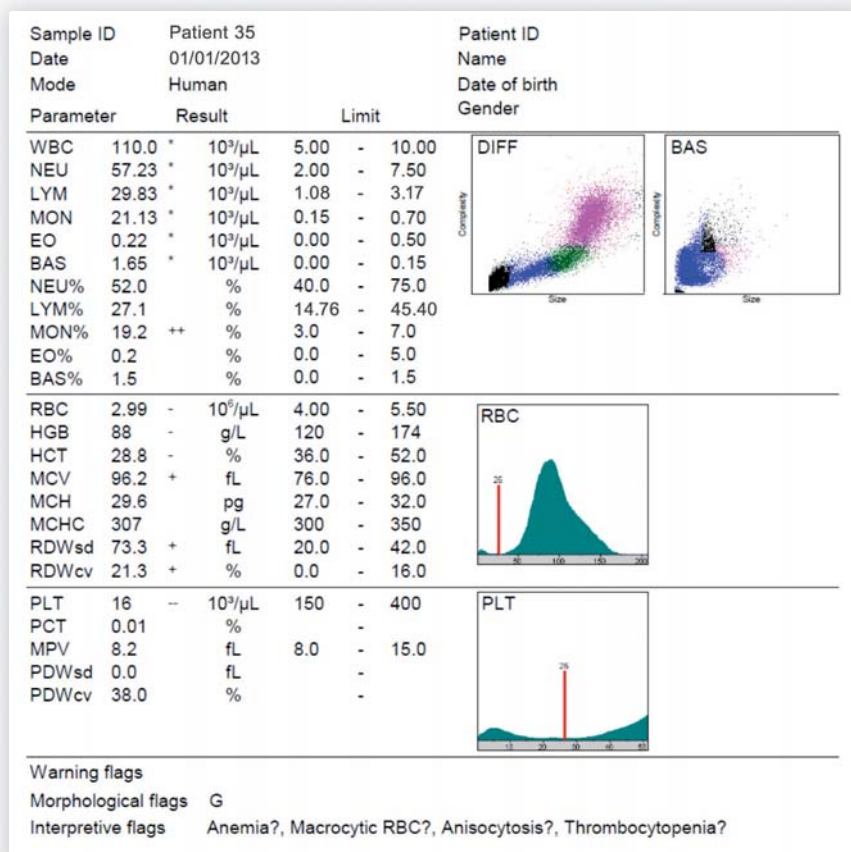 Sample ID Patient 35 Patient ID
Date 01/01/2013 Name
Mode Human Date of birth
Gender
Parameter Result Limit
WBC 110.0 * 10³/µL 5.00 - 10.00
NEU 57.23 * 10³/µL 2.00 - 7.50
LYM 29.83 * 10³/µL 1.08 - 3.17
MON 21.13 * 10³/µL 0.15 - 0.70
EO 0.22 * 10³/µL 0.00 - 0.50
BAS 1.65 * 10³/µL 0.00 - 0.15
NEU% 52.0 % 40.0 - 75.0
LYM% 27.1 % 14.76 - 45.40
MON% 19.2 ++ % 3.0 - 7.0
EO% 0.2 % 0.0 - 5.0
BAS% 1.5 % 0.0 - 1.5
DIFF
Complexity
Size
BAS
Complexity
Size
RBC 2.99 - 10⁶/µL 4.00 - 5.50
HGB 88 - g/L 120 - 174
HCT 28.8 - % 36.0 - 52.0
MCV 96.2 + fL 76.0 - 96.0
MCH 29.6 pg 27.0 - 32.0
MCHC 307 g/L 300 - 350
RDWsd 73.3 + fL 20.0 - 42.0
RDWcv 21.3 + % 0.0 - 16.0
RBC
50 100 150 200
PLT 16 -- 10³/µL 150 - 400
PCT 0.01 % -
MPV 8.2 fL 8.0 - 15.0
PDWsd 0.0 fL -
PDWcv 38.0 % -
PLT
26
10 20 30 40 50
Warning flags
Morphological flags G
Interpretive flags Anemia?, Macrocytic RBC?, Anisocytosis?, Thrombocytopenia?